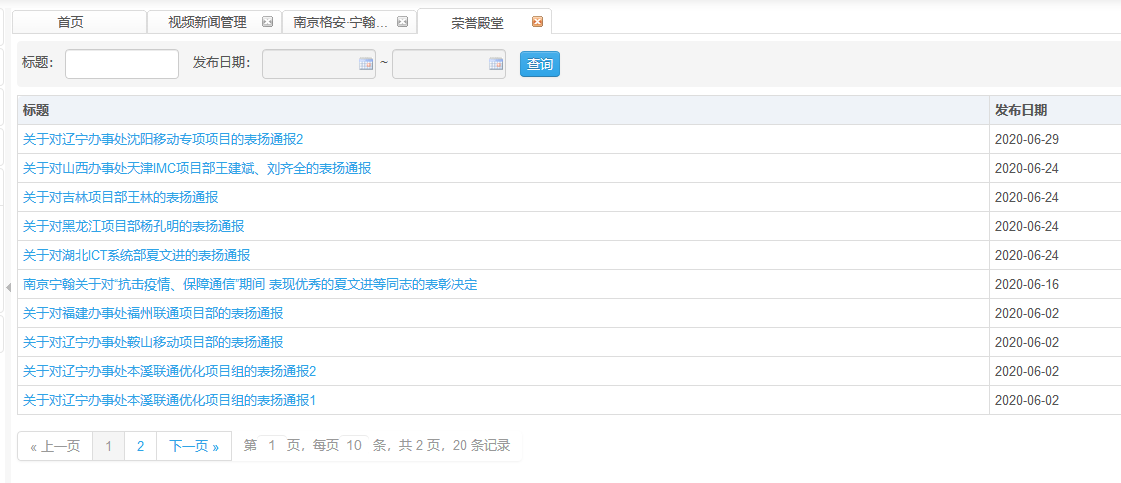 首页 视频新闻管理 南京格安·宁翰... 荣誉殿堂
标题: 发布日期: ~ 查询
标题 发布日期
关于对辽宁办事处沈阳移动专项项目的表扬通报2 2020-06-29
关于对山西办事处天津IMC项目部王建斌、刘齐全的表扬通报 2020-06-24
关于对吉林项目部王林的表扬通报 2020-06-24
关于对黑龙江项目部杨孔明的表扬通报 2020-06-24
关于对湖北ICT系统部夏文进的表扬通报 2020-06-24
南京宁翰关于对“抗击疫情、保障通信”期间 表现优秀的夏文进等同志的表彰决定 2020-06-16
关于对福建办事处福州联通项目部的表扬通报 2020-06-02
关于对辽宁办事处鞍山移动项目部的表扬通报 2020-06-02
关于对辽宁办事处本溪联通优化项目组的表扬通报2 2020-06-02
关于对辽宁办事处本溪联通优化项目组的表扬通报1 2020-06-02
« 上一页 1 2 下一页 » 第 1 页，每页 10 条，共 2 页，20 条记录